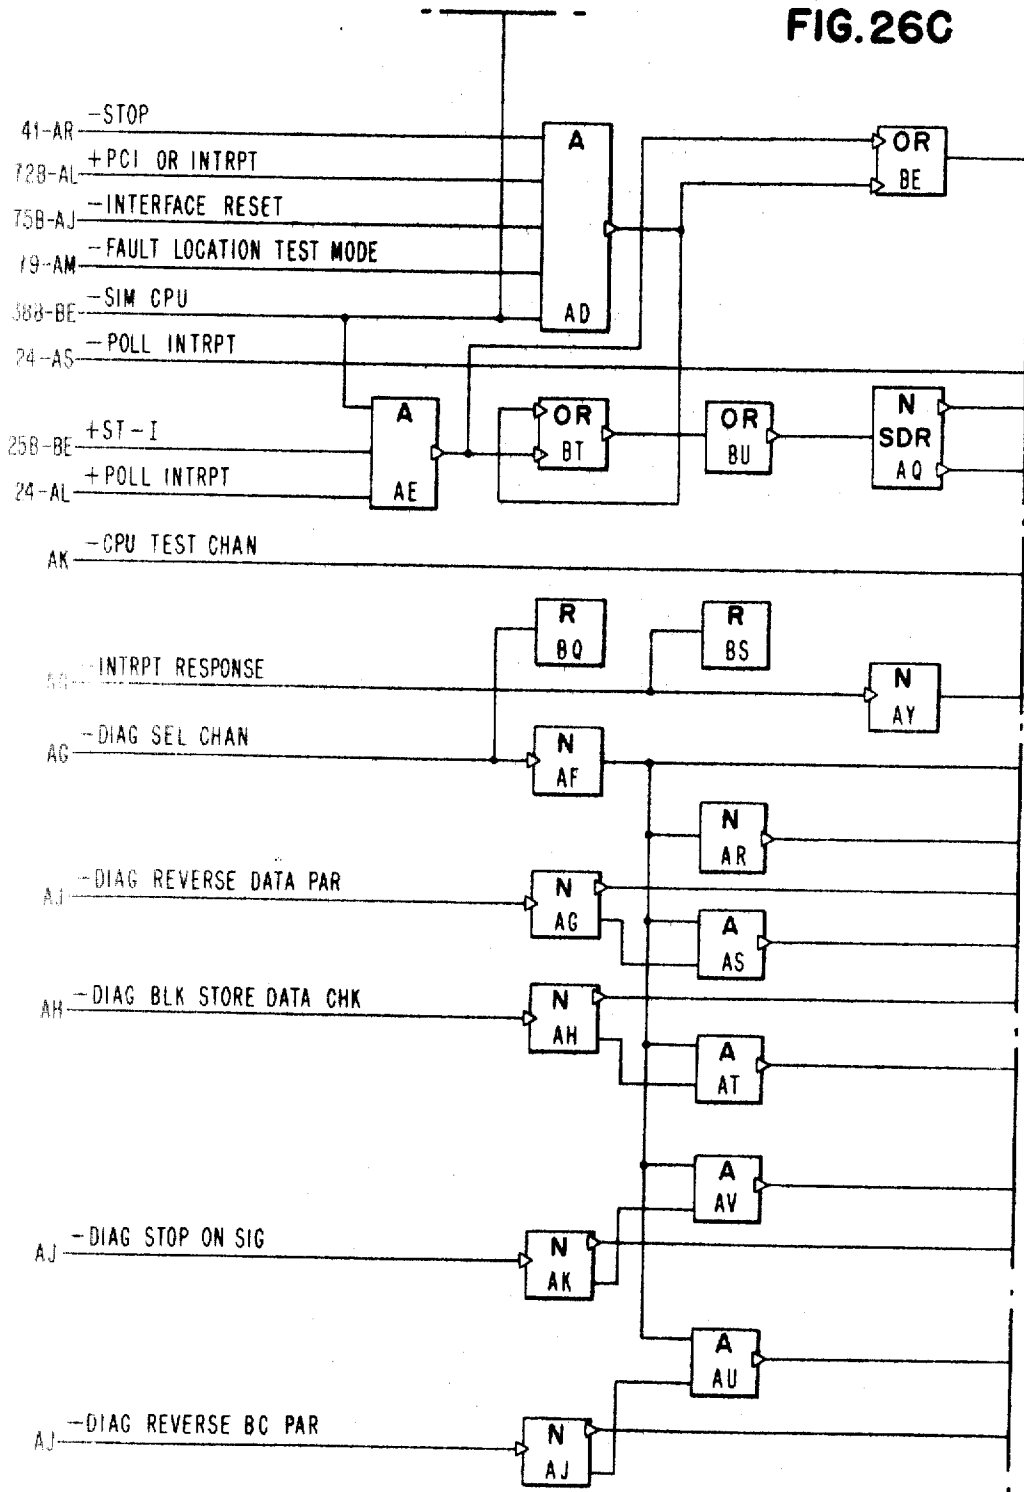 FIG.26C
-STOP
41-AR
+PCI OR INTRPT
72B-AL
-INTERFACE RESET
75B-AJ
-FAULT LOCATION TEST MODE
79-AM
-SIM CPU
38B-BE
-POLL INTRPT
24-AS
A
AD
OR
BE
+ST-I
25B-BE
+POLL INTRPT
24-AL
A
AE
OR
BT
OR
BU
N
SDR
AQ
-CPU TEST CHAN
AK
R
BQ
R
BS
-INTRPT RESPONSE
N
AY
-DIAG SEL CHAN
AG
N
AF
N
AR
-DIAG REVERSE DATA PAR
AJ
N
AG
A
AS
-DIAG BLK STORE DATA CHK
AH
N
AH
A
AT
A
AV
-DIAG STOP ON SIG
AJ
N
AK
A
AU
-DIAG REVERSE BC PAR
AJ
N
AJ